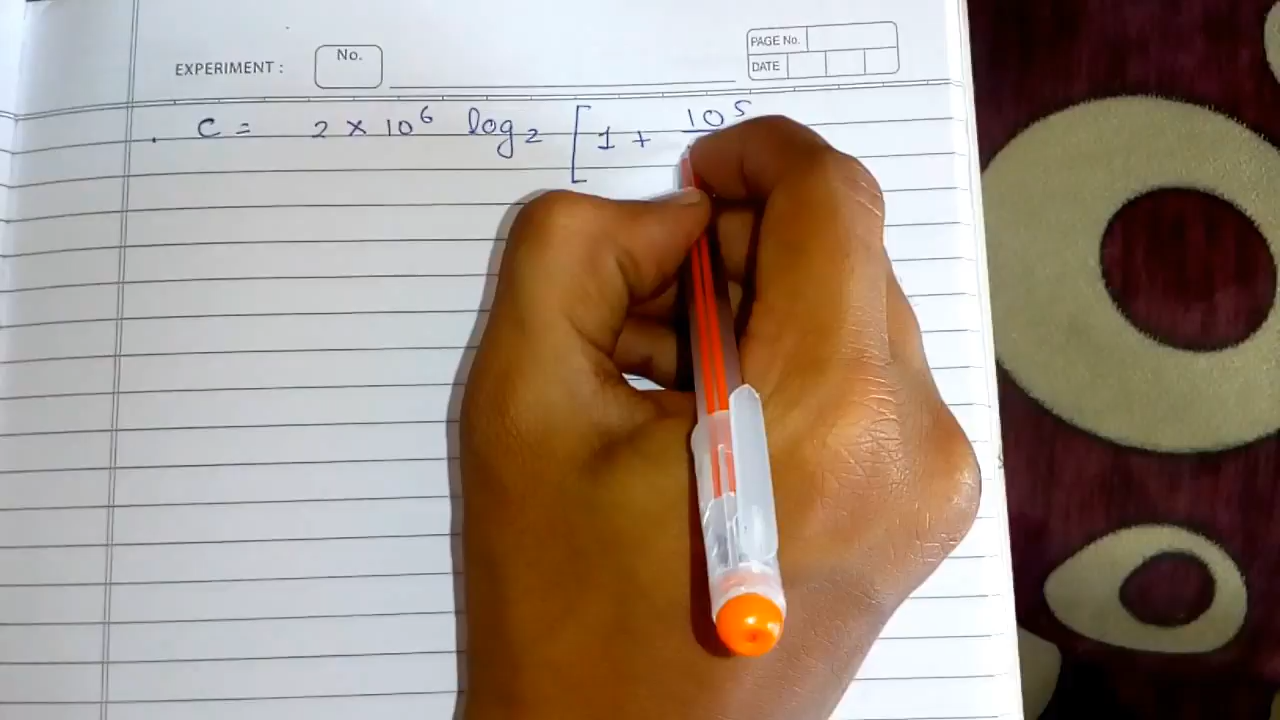 No.
EXPERIMENT :
PAGE No.
DATE
C = 2 × 10⁶ log₂ [ 1 + 10⁵